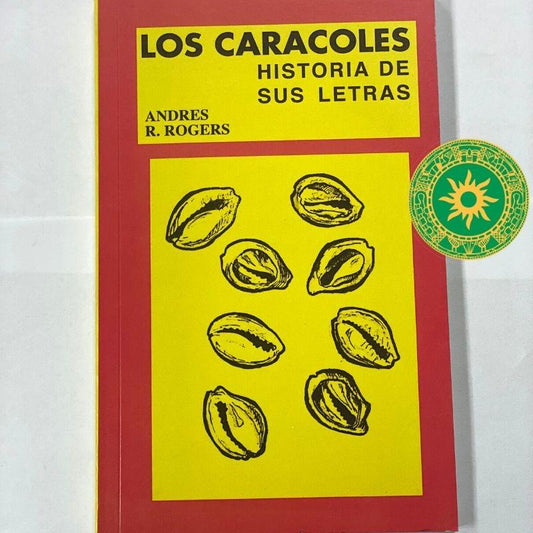 LOS CARACOLES
HISTORIA DE
SUS LETRAS
ANDRES
R. ROGERS